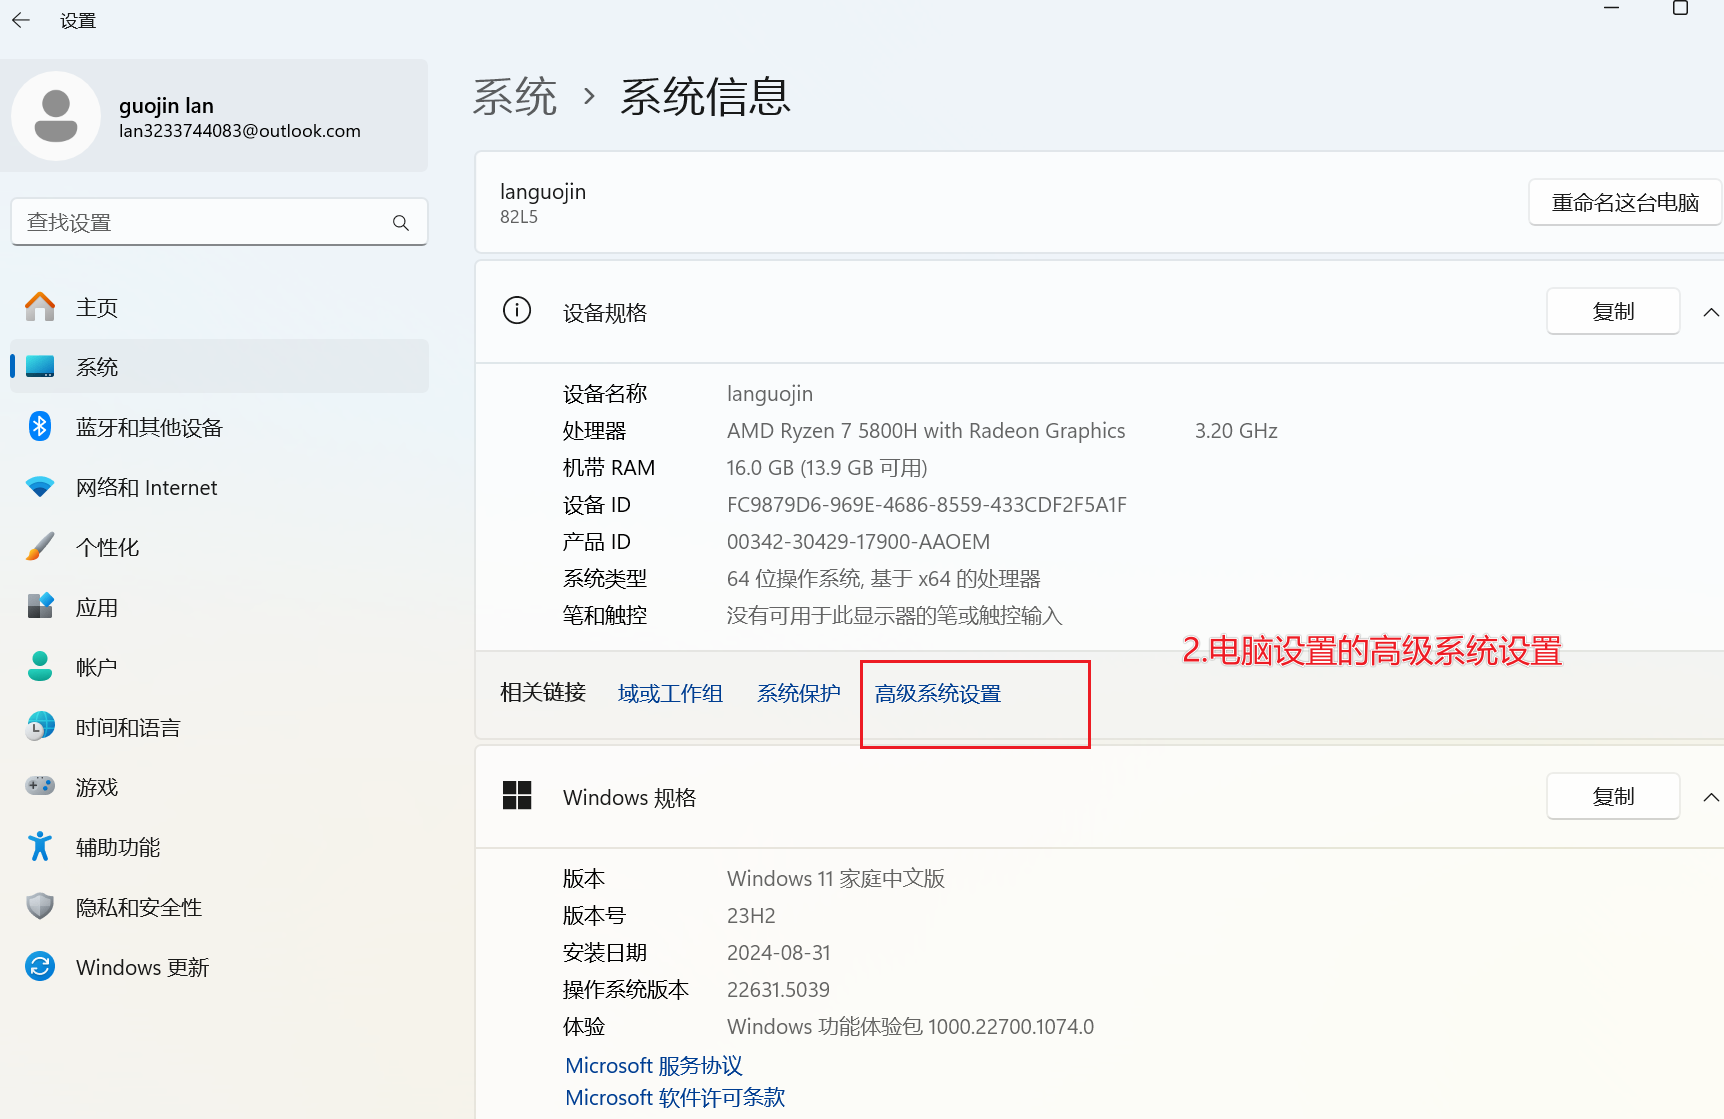 设置
guojin lan
lan3233744083@outlook.com
查找设置
主页
系统
蓝牙和其他设备
网络和 Internet
个性化
应用
帐户
时间和语言
游戏
辅助功能
隐私和安全性
Windows 更新
系统 › 系统信息
languojin
82L5
重命名这台电脑
设备规格
复制
设备名称 languojin
处理器 AMD Ryzen 7 5800H with Radeon Graphics 3.20 GHz
机带 RAM 16.0 GB (13.9 GB 可用)
设备 ID FC9879D6-969E-4686-8559-433CDF2F5A1F
产品 ID 00342-30429-17900-AAOEM
系统类型 64 位操作系统, 基于 x64 的处理器
笔和触控 没有可用于此显示器的笔或触控输入
2.电脑设置的高级系统设置
相关链接 域或工作组 系统保护 高级系统设置
Windows 规格
复制
版本 Windows 11 家庭中文版
版本号 23H2
安装日期 2024-08-31
操作系统版本 22631.5039
体验 Windows 功能体验包 1000.22700.1074.0
Microsoft 服务协议
Microsoft 软件许可条款